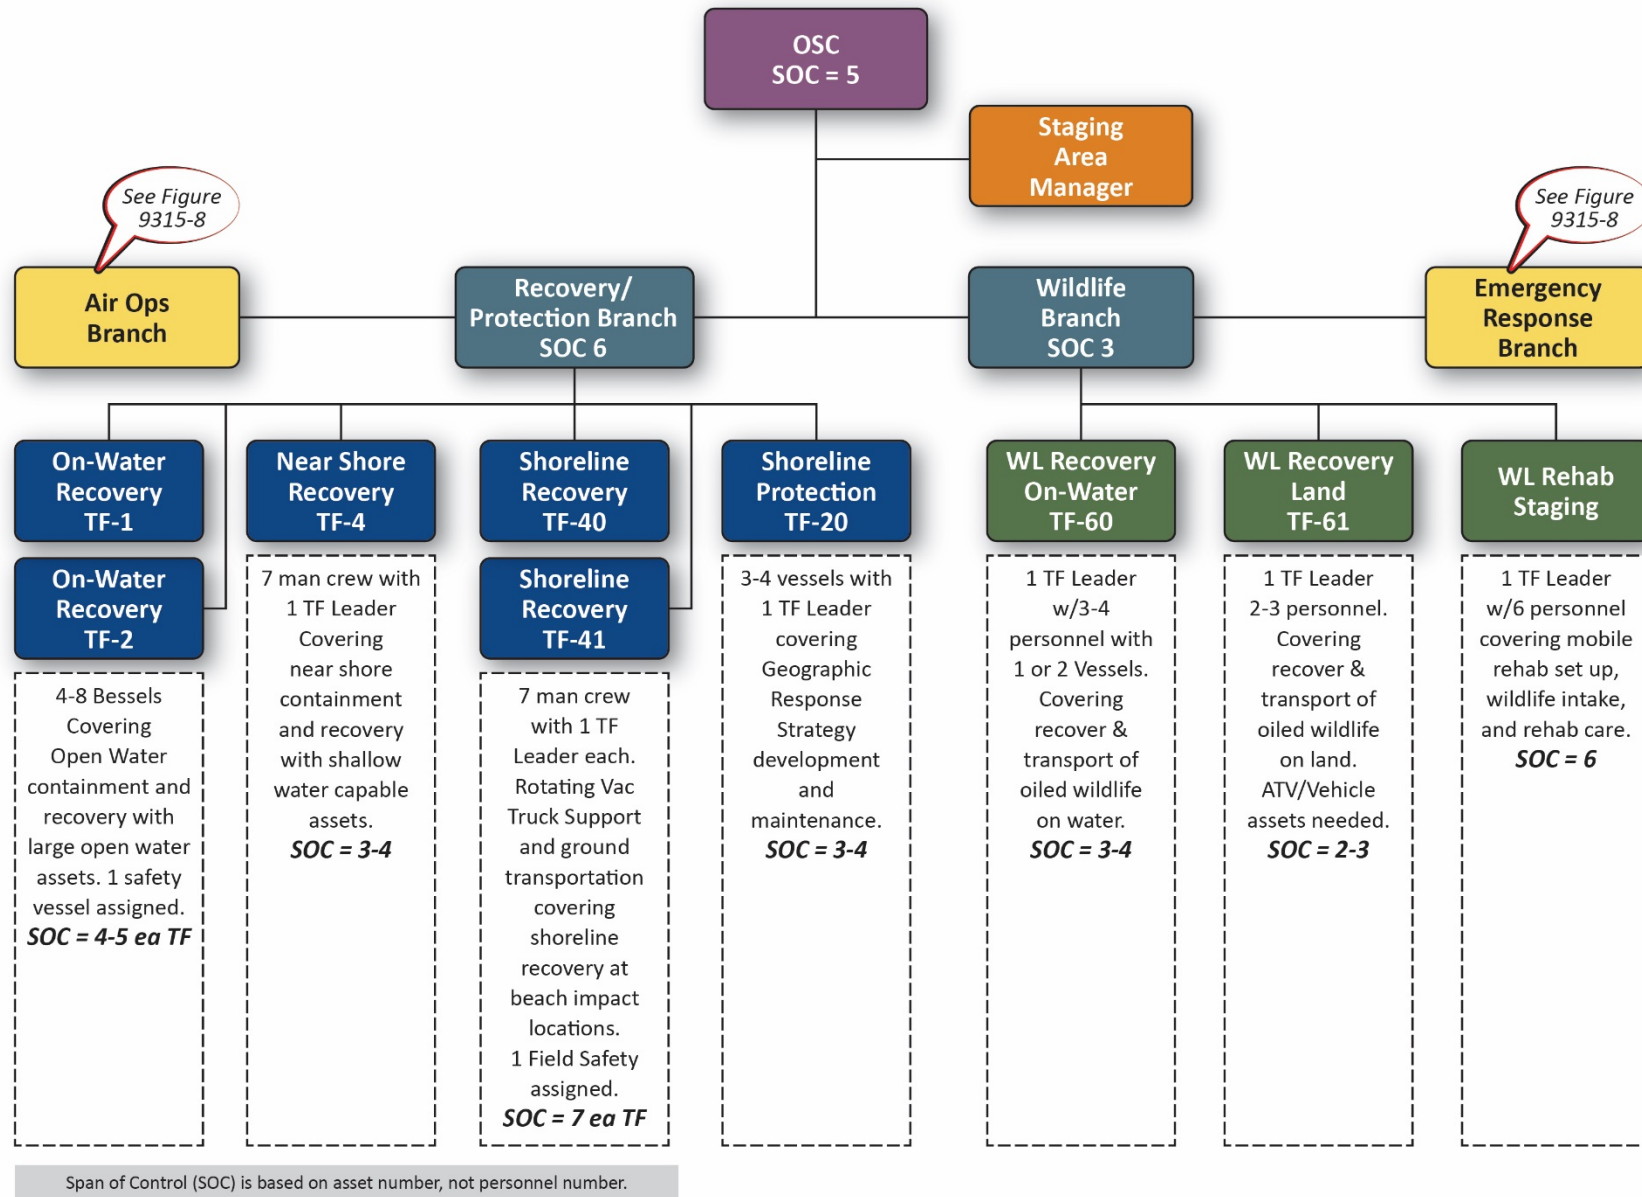 OSC
SOC = 5
Staging
Area
Manager
See Figure
9315-8
See Figure
9315-8
Air Ops
Branch
Recovery/
Protection Branch
SOC 6
Wildlife
Branch
SOC 3
Emergency
Response
Branch
On-Water
Recovery
TF-1
On-Water
Recovery
TF-2
4-8 Bessels
Covering
Open Water
containment and
recovery with
large open water
assets. 1 safety
vessel assigned.
SOC = 4-5 ea TF
Near Shore
Recovery
TF-4
7 man crew with
1 TF Leader
Covering
near shore
containment
and recovery
with shallow
water capable
assets.
SOC = 3-4
Shoreline
Recovery
TF-40
Shoreline
Recovery
TF-41
7 man crew
with 1 TF
Leader each.
Rotating Vac
Truck Support
and ground
transportation
covering
shoreline
recovery at
beach impact
locations.
1 Field Safety
assigned.
SOC = 7 ea TF
Shoreline
Protection
TF-20
3-4 vessels with
1 TF Leader
covering
Geographic
Response
Strategy
development
and
maintenance.
SOC = 3-4
WL Recovery
On-Water
TF-60
1 TF Leader
w/3-4
personnel with
1 or 2 Vessels.
Covering
recover &
transport of
oiled wildlife
on water.
SOC = 3-4
WL Recovery
Land
TF-61
1 TF Leader
2-3 personnel.
Covering
recover &
transport of
oiled wildlife
on land.
ATV/Vehicle
assets needed.
SOC = 2-3
WL Rehab
Staging
1 TF Leader
w/6 personnel
covering mobile
rehab set up,
wildlife intake,
and rehab care.
SOC = 6
Span of Control (SOC) is based on asset number, not personnel number.